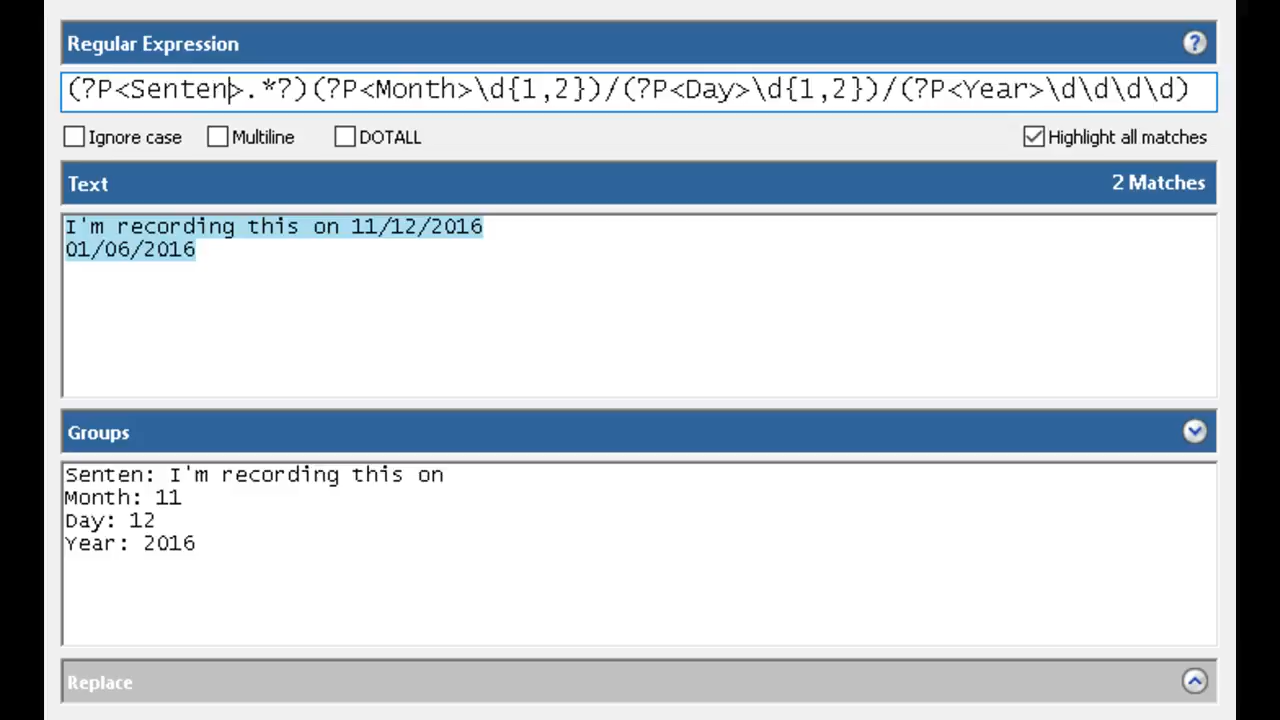 Regular Expression
(?P<Senten>.*?)(?P<Month>\d{1,2})/(?P<Day>\d{1,2})/(?P<Year>\d\d\d\d)
Ignore case Multiline DOTALL Highlight all matches
Text 2 Matches
I'm recording this on 11/12/2016
01/06/2016
Groups
Senten: I'm recording this on
Month: 11
Day: 12
Year: 2016
Replace